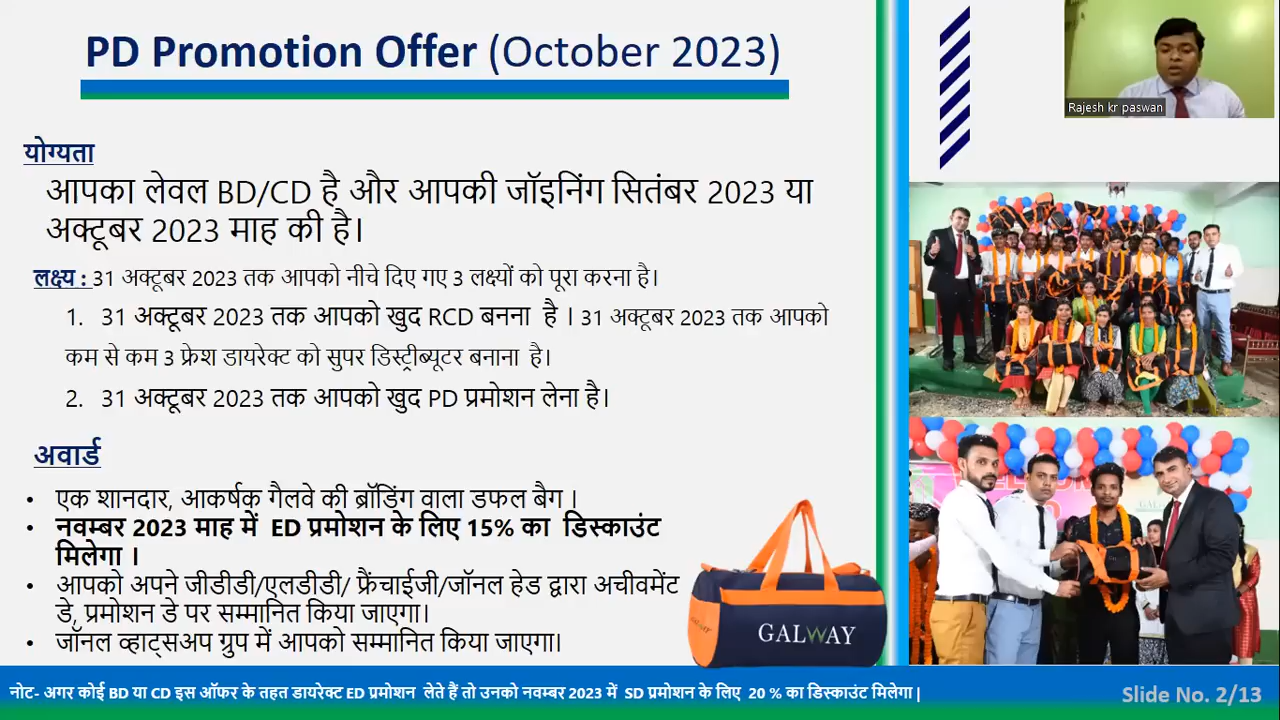 PD Promotion Offer (October 2023)
Rajesh kr paswan
योग्यता
आपका लेवल BD/CD है और आपकी जॉइनिंग सितंबर 2023 या
अक्टूबर 2023 माह की है।
लक्ष्य : 31 अक्टूबर 2023 तक आपको नीचे दिए गए 3 लक्ष्यों को पूरा करना है।
1. 31 अक्टूबर 2023 तक आपको खुद RCD बनना है । 31 अक्टूबर 2023 तक आपको
कम से कम 3 फ्रेश डायरेक्ट को सुपर डिस्ट्रीब्यूटर बनाना है।
2. 31 अक्टूबर 2023 तक आपको खुद PD प्रमोशन लेना है।
अवार्ड
• एक शानदार, आकर्षक गैलवे की ब्रॉडिंग वाला डफल बैग ।
• नवम्बर 2023 माह में ED प्रमोशन के लिए 15% का डिस्काउंट
मिलेगा ।
• आपको अपने जीडीडी/एलडीडी/ फ्रैंचाईजी/जॉनल हेड द्वारा अचीवमेंट
डे, प्रमोशन डे पर सम्मानित किया जाएगा।
• जॉनल व्हाट्सअप ग्रुप में आपको सम्मानित किया जाएगा।
GALWAY
नोट- अगर कोई BD या CD इस ऑफर के तहत डायरेक्ट ED प्रमोशन लेते हैं तो उनको नवम्बर 2023 में SD प्रमोशन के लिए 20 % का डिस्काउंट मिलेगा |
Slide No. 2/13